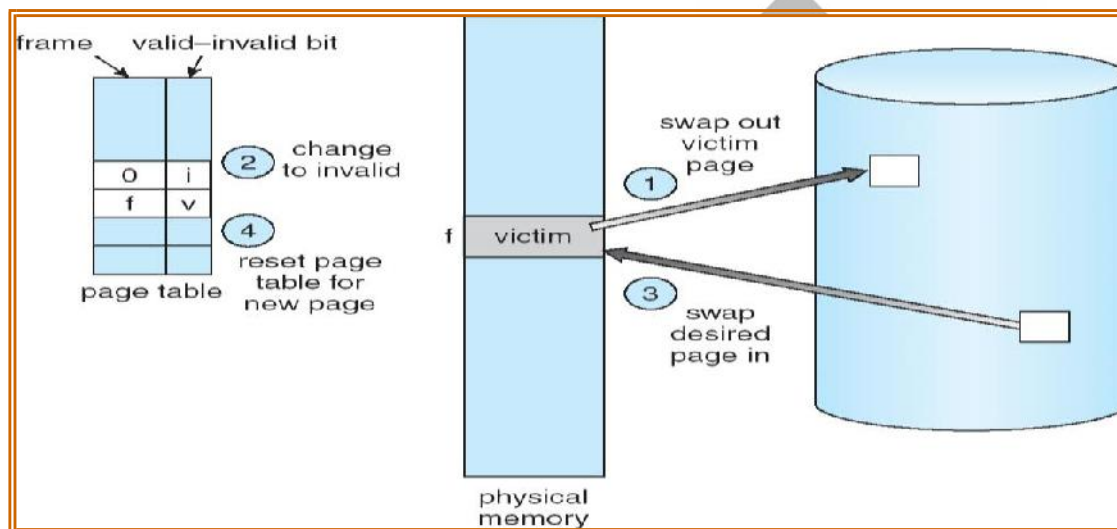 frame
valid–invalid bit
0
i
f
v
2
change
to invalid
4
reset page
table for
new page
page table
f
victim
physical
memory
1
swap out
victim
page
3
swap
desired
page in